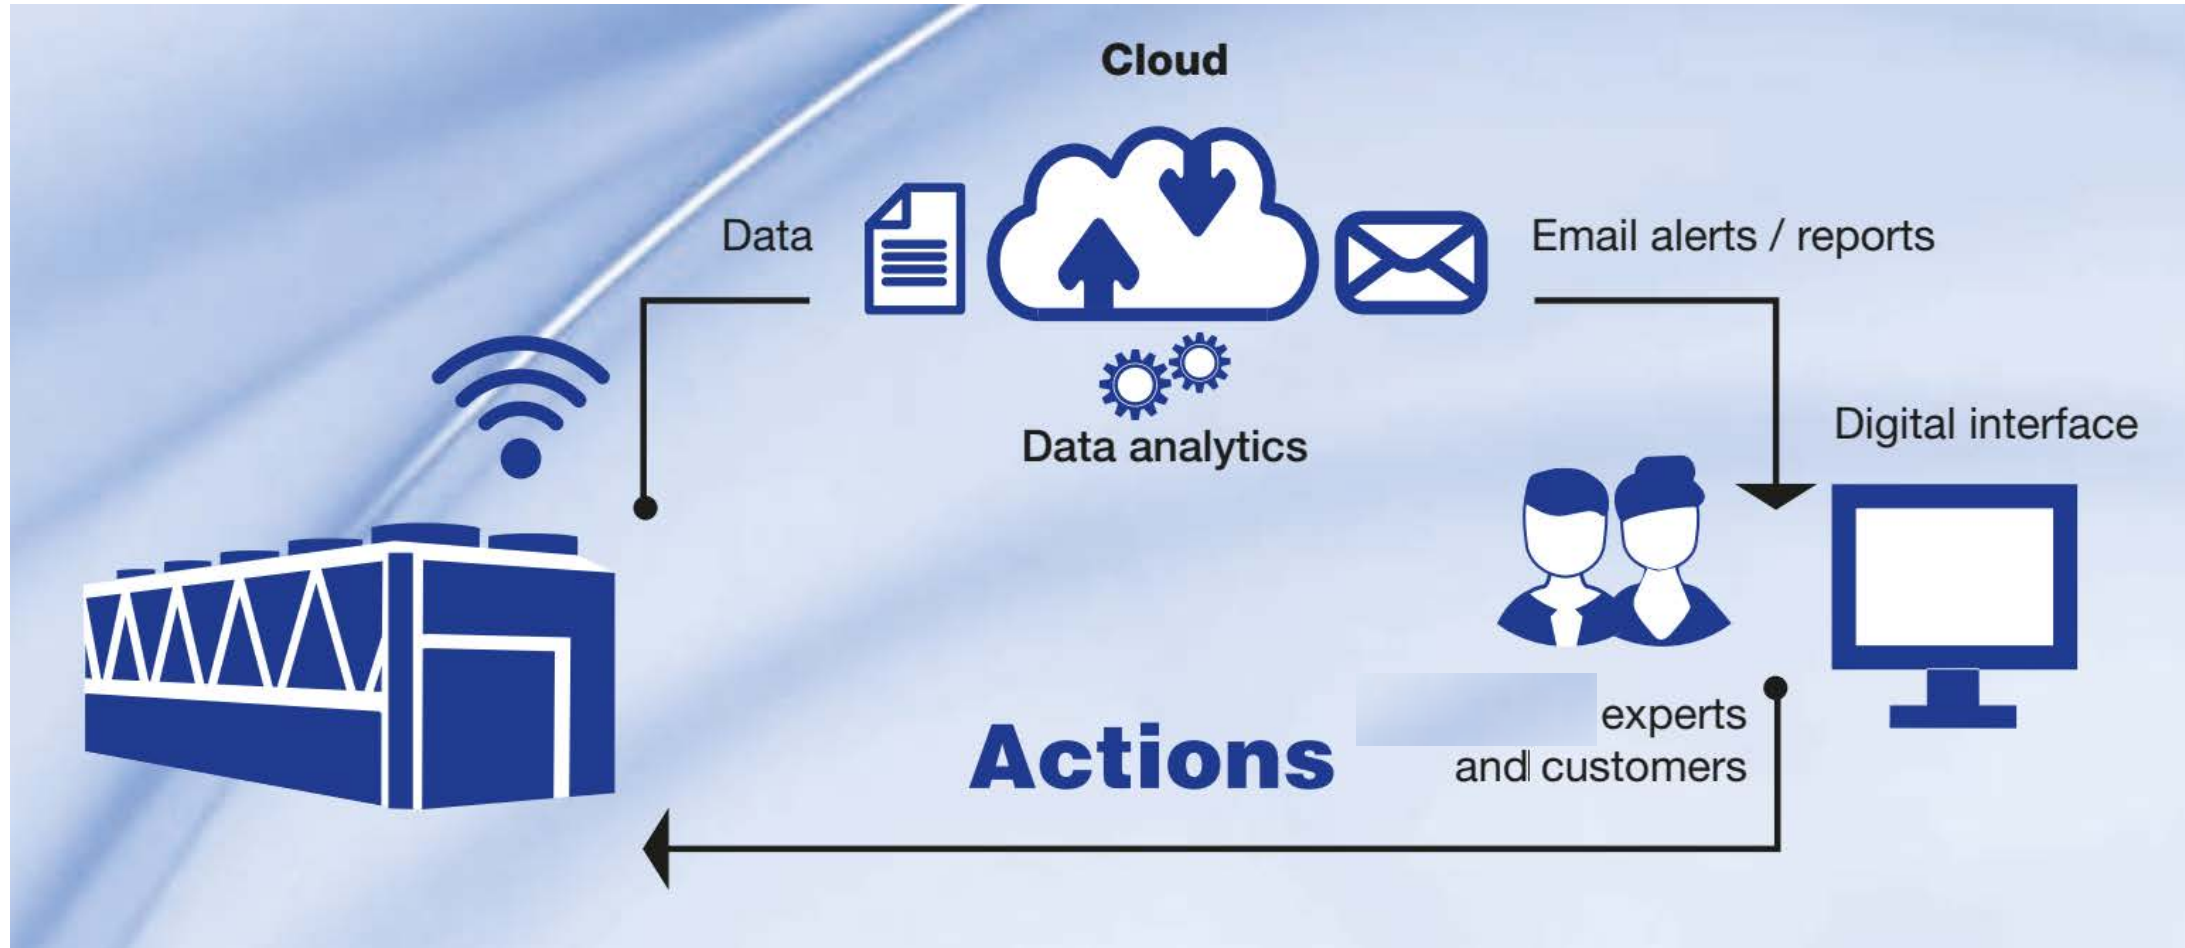 Cloud
Data
Email alerts / reports
Data analytics
Digital interface
experts
and customers
Actions